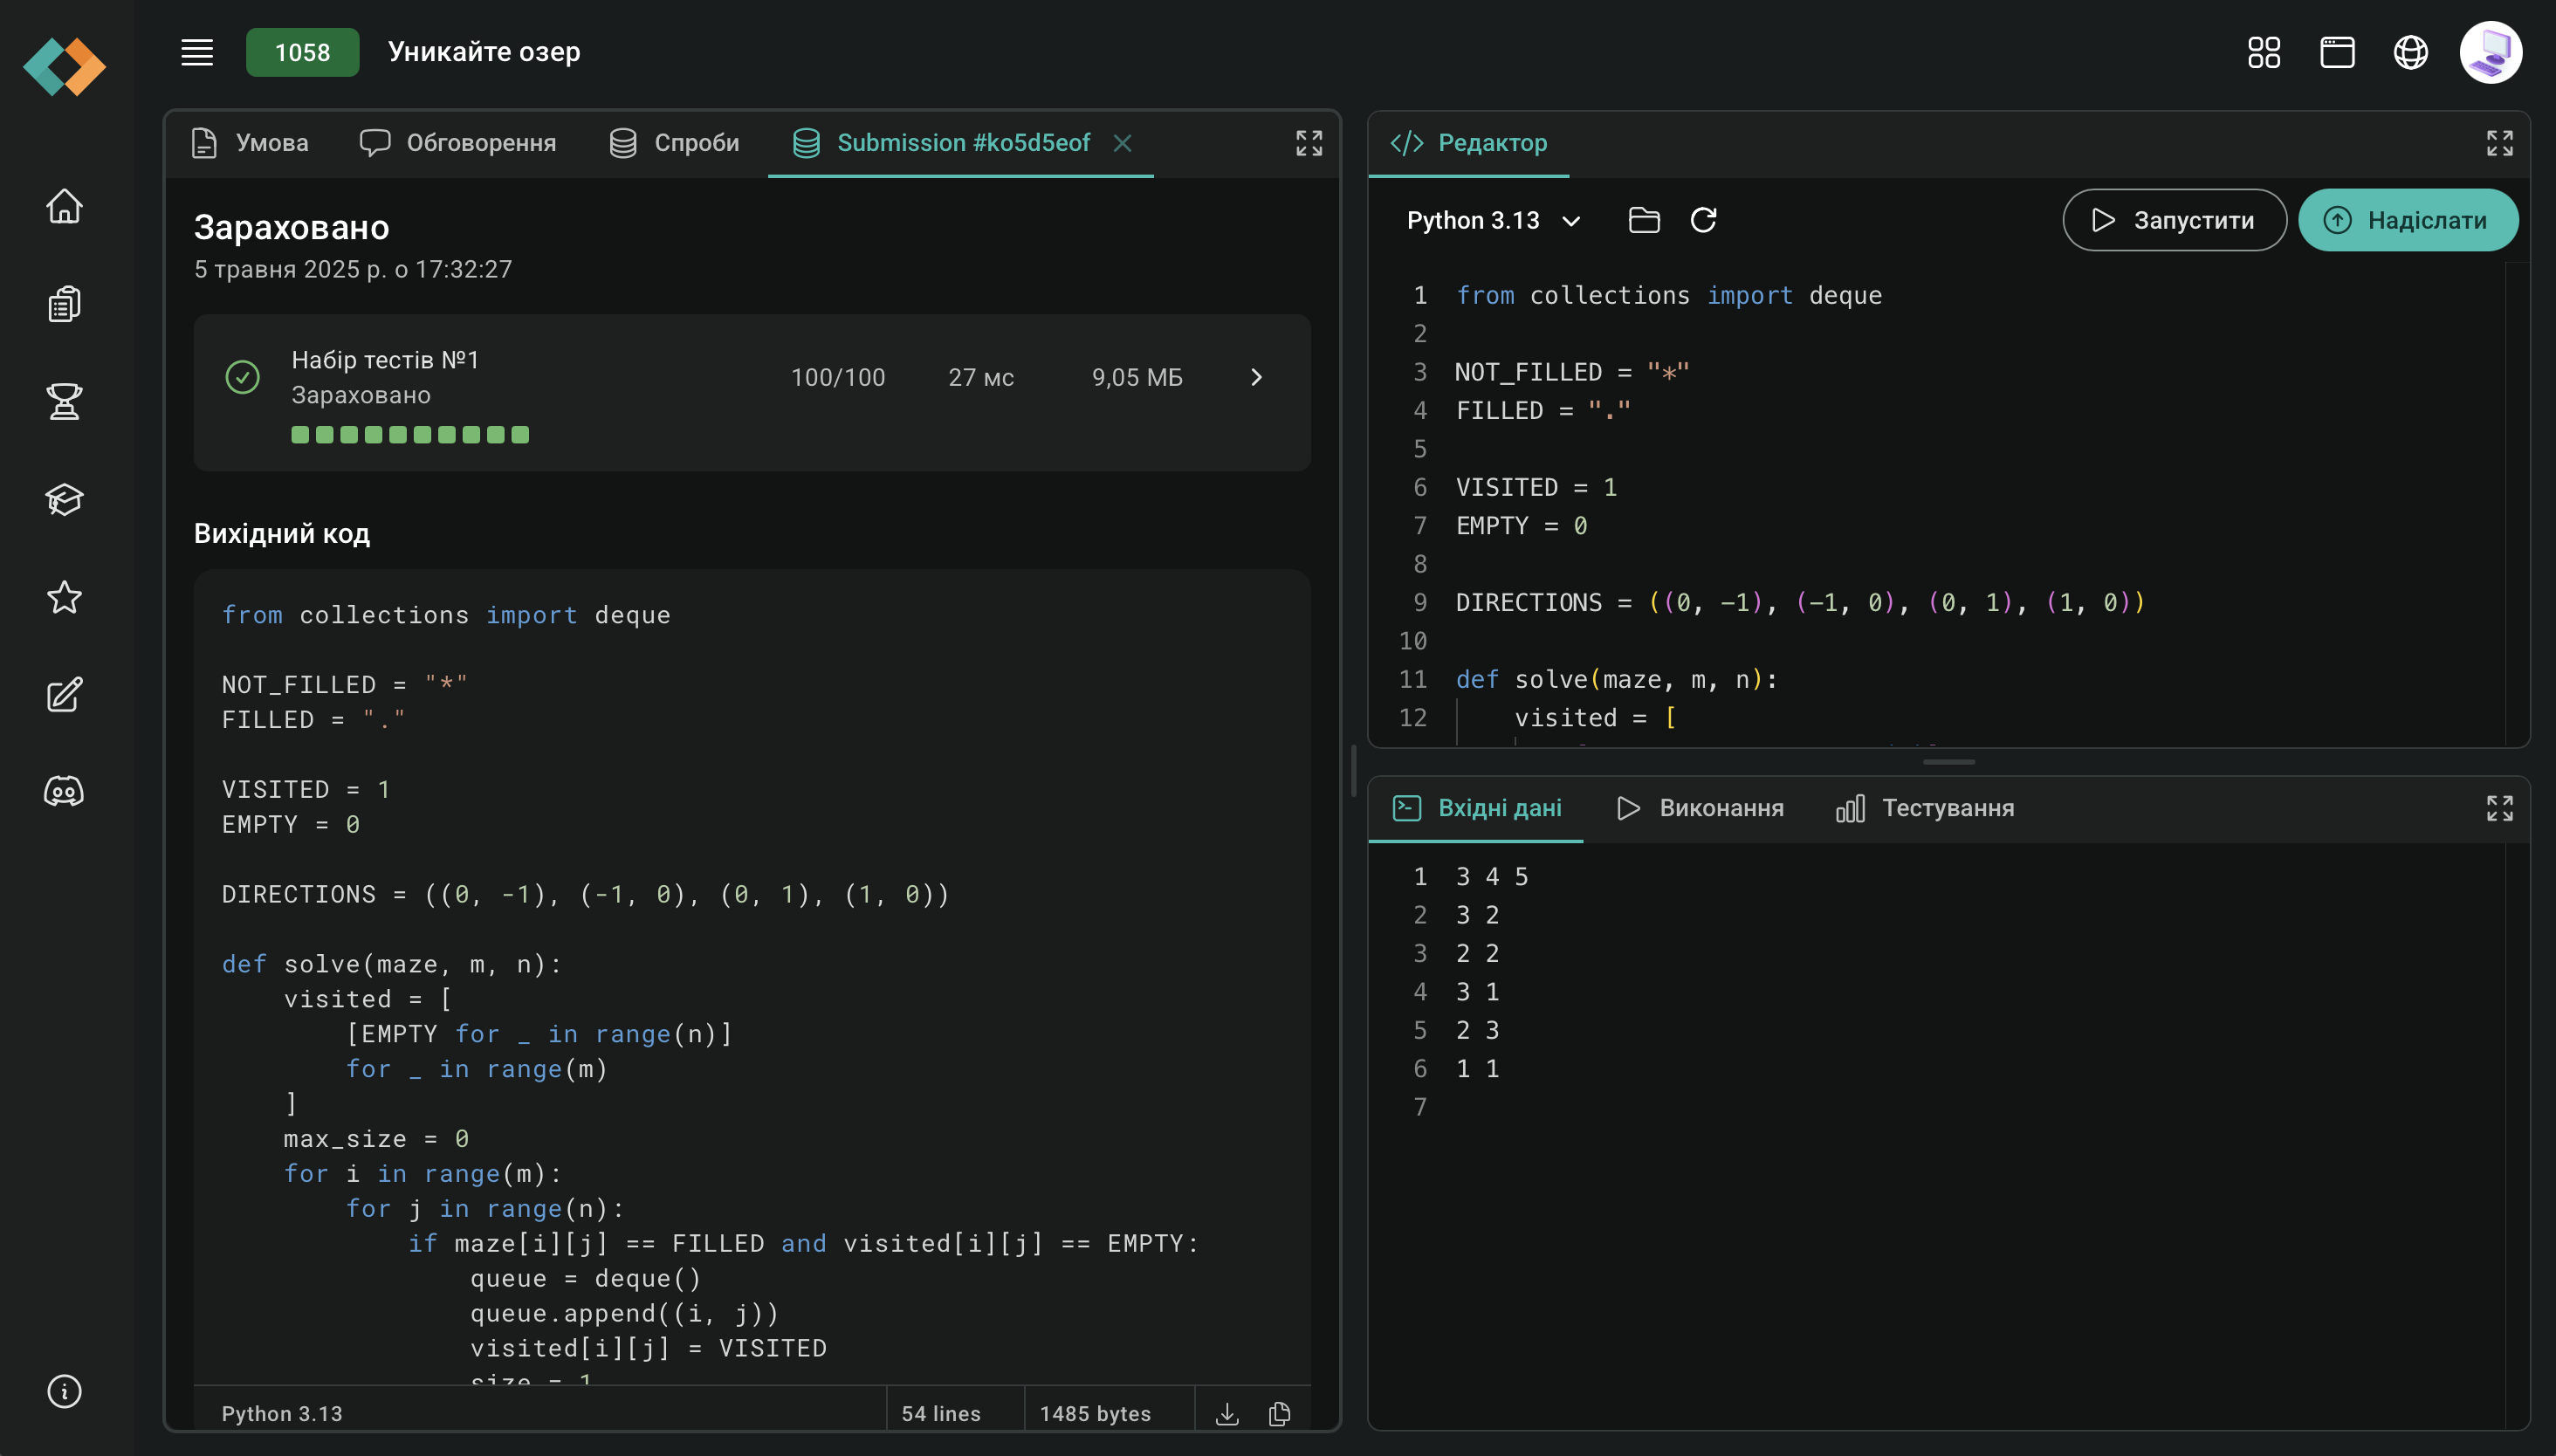 1058 Уникайте озер
Умова Обговорення Спроби Submission #ko5d5eof
Зараховано
5 травня 2025 р. о 17:32:27
Набір тестів №1
Зараховано
100/100 27 мс 9,05 МБ
Вихідний код
from collections import deque
NOT_FILLED = "*"
FILLED = "."
VISITED = 1
EMPTY = 0
DIRECTIONS = ((0, -1), (-1, 0), (0, 1), (1, 0))
def solve(maze, m, n):
    visited = [
        [EMPTY for _ in range(n)]
        for _ in range(m)
    ]
    max_size = 0
    for i in range(m):
        for j in range(n):
            if maze[i][j] == FILLED and visited[i][j] == EMPTY:
                queue = deque()
                queue.append((i, j))
                visited[i][j] = VISITED
                size = 1
Python 3.13 54 lines 1485 bytes
Редактор
Python 3.13 Запустити Надіслати
1 from collections import deque
2
3 NOT_FILLED = "*"
4 FILLED = "."
5
6 VISITED = 1
7 EMPTY = 0
8
9 DIRECTIONS = ((0, -1), (-1, 0), (0, 1), (1, 0))
10
11 def solve(maze, m, n):
12     visited = [
Вхідні дані Виконання Тестування
1 3 4 5
2 3 2
3 2 2
4 3 1
5 2 3
6 1 1
7